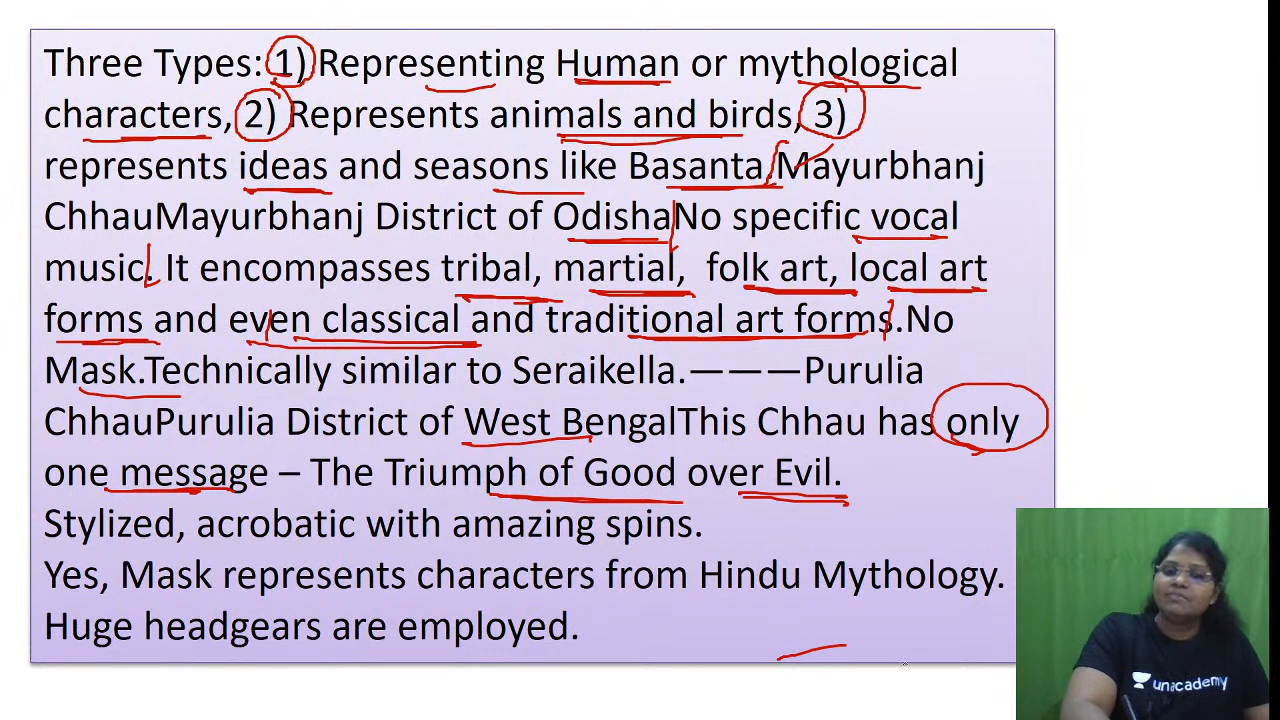 Three Types: 1) Representing Human or mythological
characters, 2) Represents animals and birds, 3)
represents ideas and seasons like Basanta,Mayurbhanj
ChhauMayurbhanj District of OdishaNo specific vocal
music. It encompasses tribal, martial, folk art, local art
forms and even classical and traditional art forms.No
Mask.Technically similar to Seraikella.———Purulia
ChhauPurulia District of West BengalThis Chhau has only
one message – The Triumph of Good over Evil.
Stylized, acrobatic with amazing spins.
Yes, Mask represents characters from Hindu Mythology.
Huge headgears are employed.
unacademy